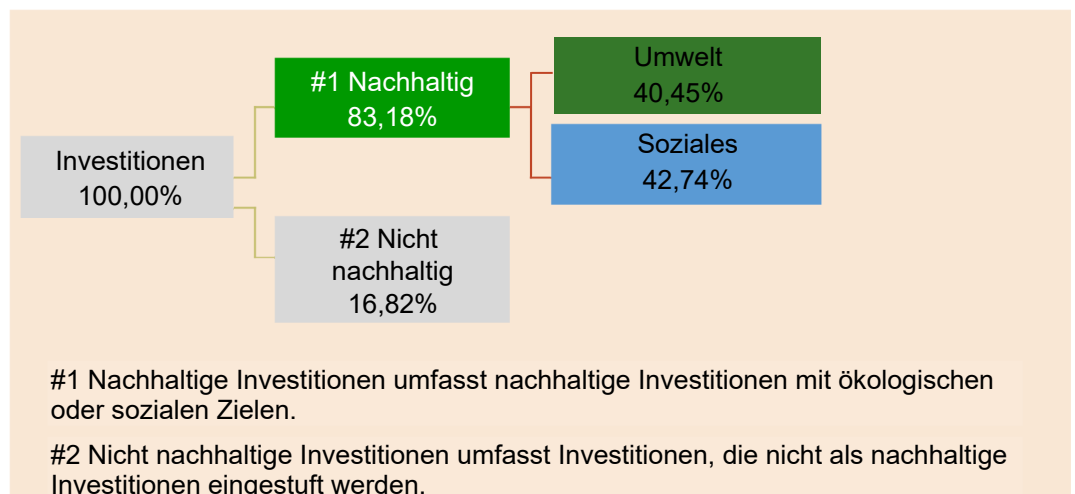 Umwelt
40,45%
#1 Nachhaltig
83,18%
Soziales
42,74%
Investitionen
100,00%
#2 Nicht
nachhaltig
16,82%
#1 Nachhaltige Investitionen umfasst nachhaltige Investitionen mit ökologischen
oder sozialen Zielen.
#2 Nicht nachhaltige Investitionen umfasst Investitionen, die nicht als nachhaltige
Investitionen eingestuft werden.